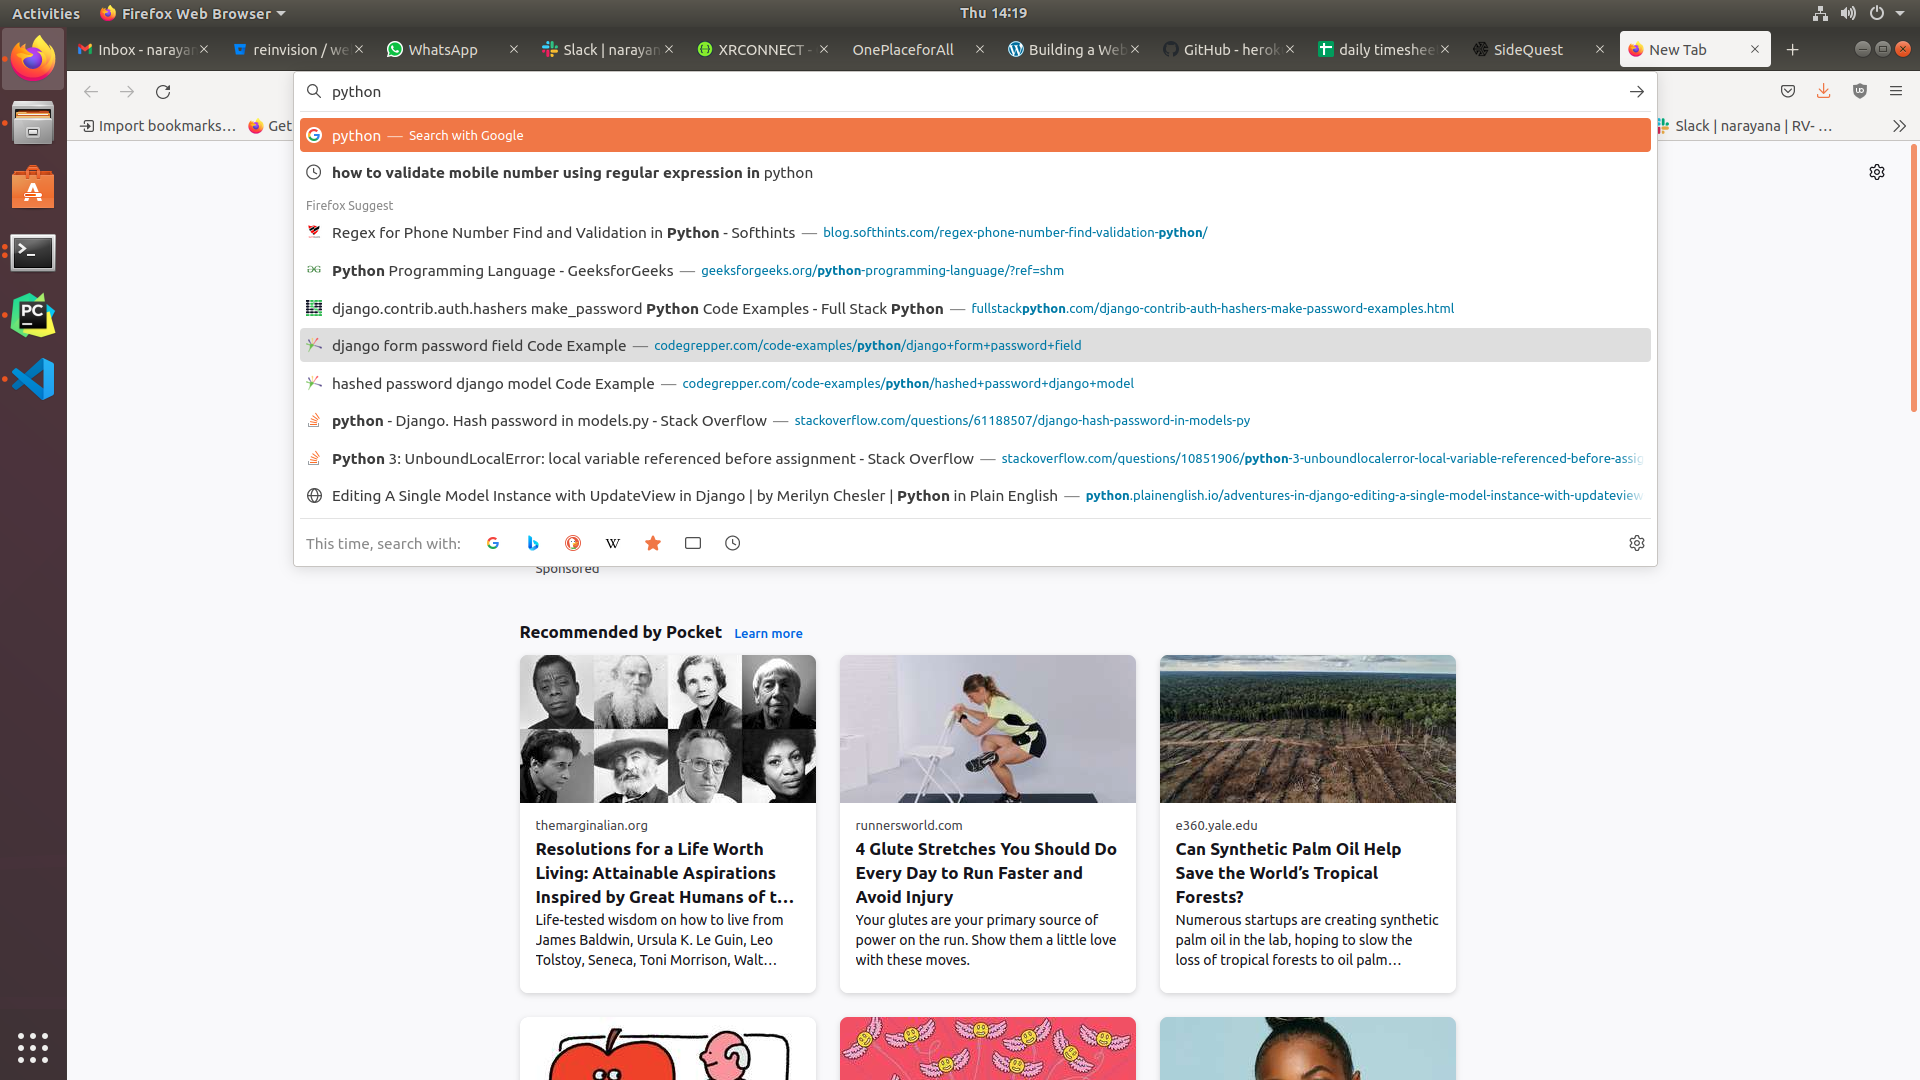 Activities
Firefox Web Browser
Thu 14:19
Inbox - narayan
reinvision / we
WhatsApp
Slack | narayan
XRCONNECT -
OnePlaceforAll
Building a Web
GitHub - herok
daily timeshee
SideQuest
New Tab
python
Import bookmarks…
Get
Slack | narayana | RV- …
python — Search with Google
how to validate mobile number using regular expression in python
Firefox Suggest
Regex for Phone Number Find and Validation in Python - Softhints — blog.softhints.com/regex-phone-number-find-validation-python/
Python Programming Language - GeeksforGeeks — geeksforgeeks.org/python-programming-language/?ref=shm
django.contrib.auth.hashers make_password Python Code Examples - Full Stack Python — fullstackpython.com/django-contrib-auth-hashers-make-password-examples.html
django form password field Code Example — codegrepper.com/code-examples/python/django+form+password+field
hashed password django model Code Example — codegrepper.com/code-examples/python/hashed+password+django+model
python - Django. Hash password in models.py - Stack Overflow — stackoverflow.com/questions/61188507/django-hash-password-in-models-py
Python 3: UnboundLocalError: local variable referenced before assignment - Stack Overflow — stackoverflow.com/questions/10851906/python-3-unboundlocalerror-local-variable-referenced-before-assig
Editing A Single Model Instance with UpdateView in Django | by Merilyn Chesler | Python in Plain English — python.plainenglish.io/adventures-in-django-editing-a-single-model-instance-with-updateview
This time, search with:
Sponsored
Recommended by Pocket Learn more
themarginalian.org
Resolutions for a Life Worth
Living: Attainable Aspirations
Inspired by Great Humans of t…
Life-tested wisdom on how to live from
James Baldwin, Ursula K. Le Guin, Leo
Tolstoy, Seneca, Toni Morrison, Walt…
runnersworld.com
4 Glute Stretches You Should Do
Every Day to Run Faster and
Avoid Injury
Your glutes are your primary source of
power on the run. Show them a little love
with these moves.
e360.yale.edu
Can Synthetic Palm Oil Help
Save the World’s Tropical
Forests?
Numerous startups are creating synthetic
palm oil in the lab, hoping to slow the
loss of tropical forests to oil palm…